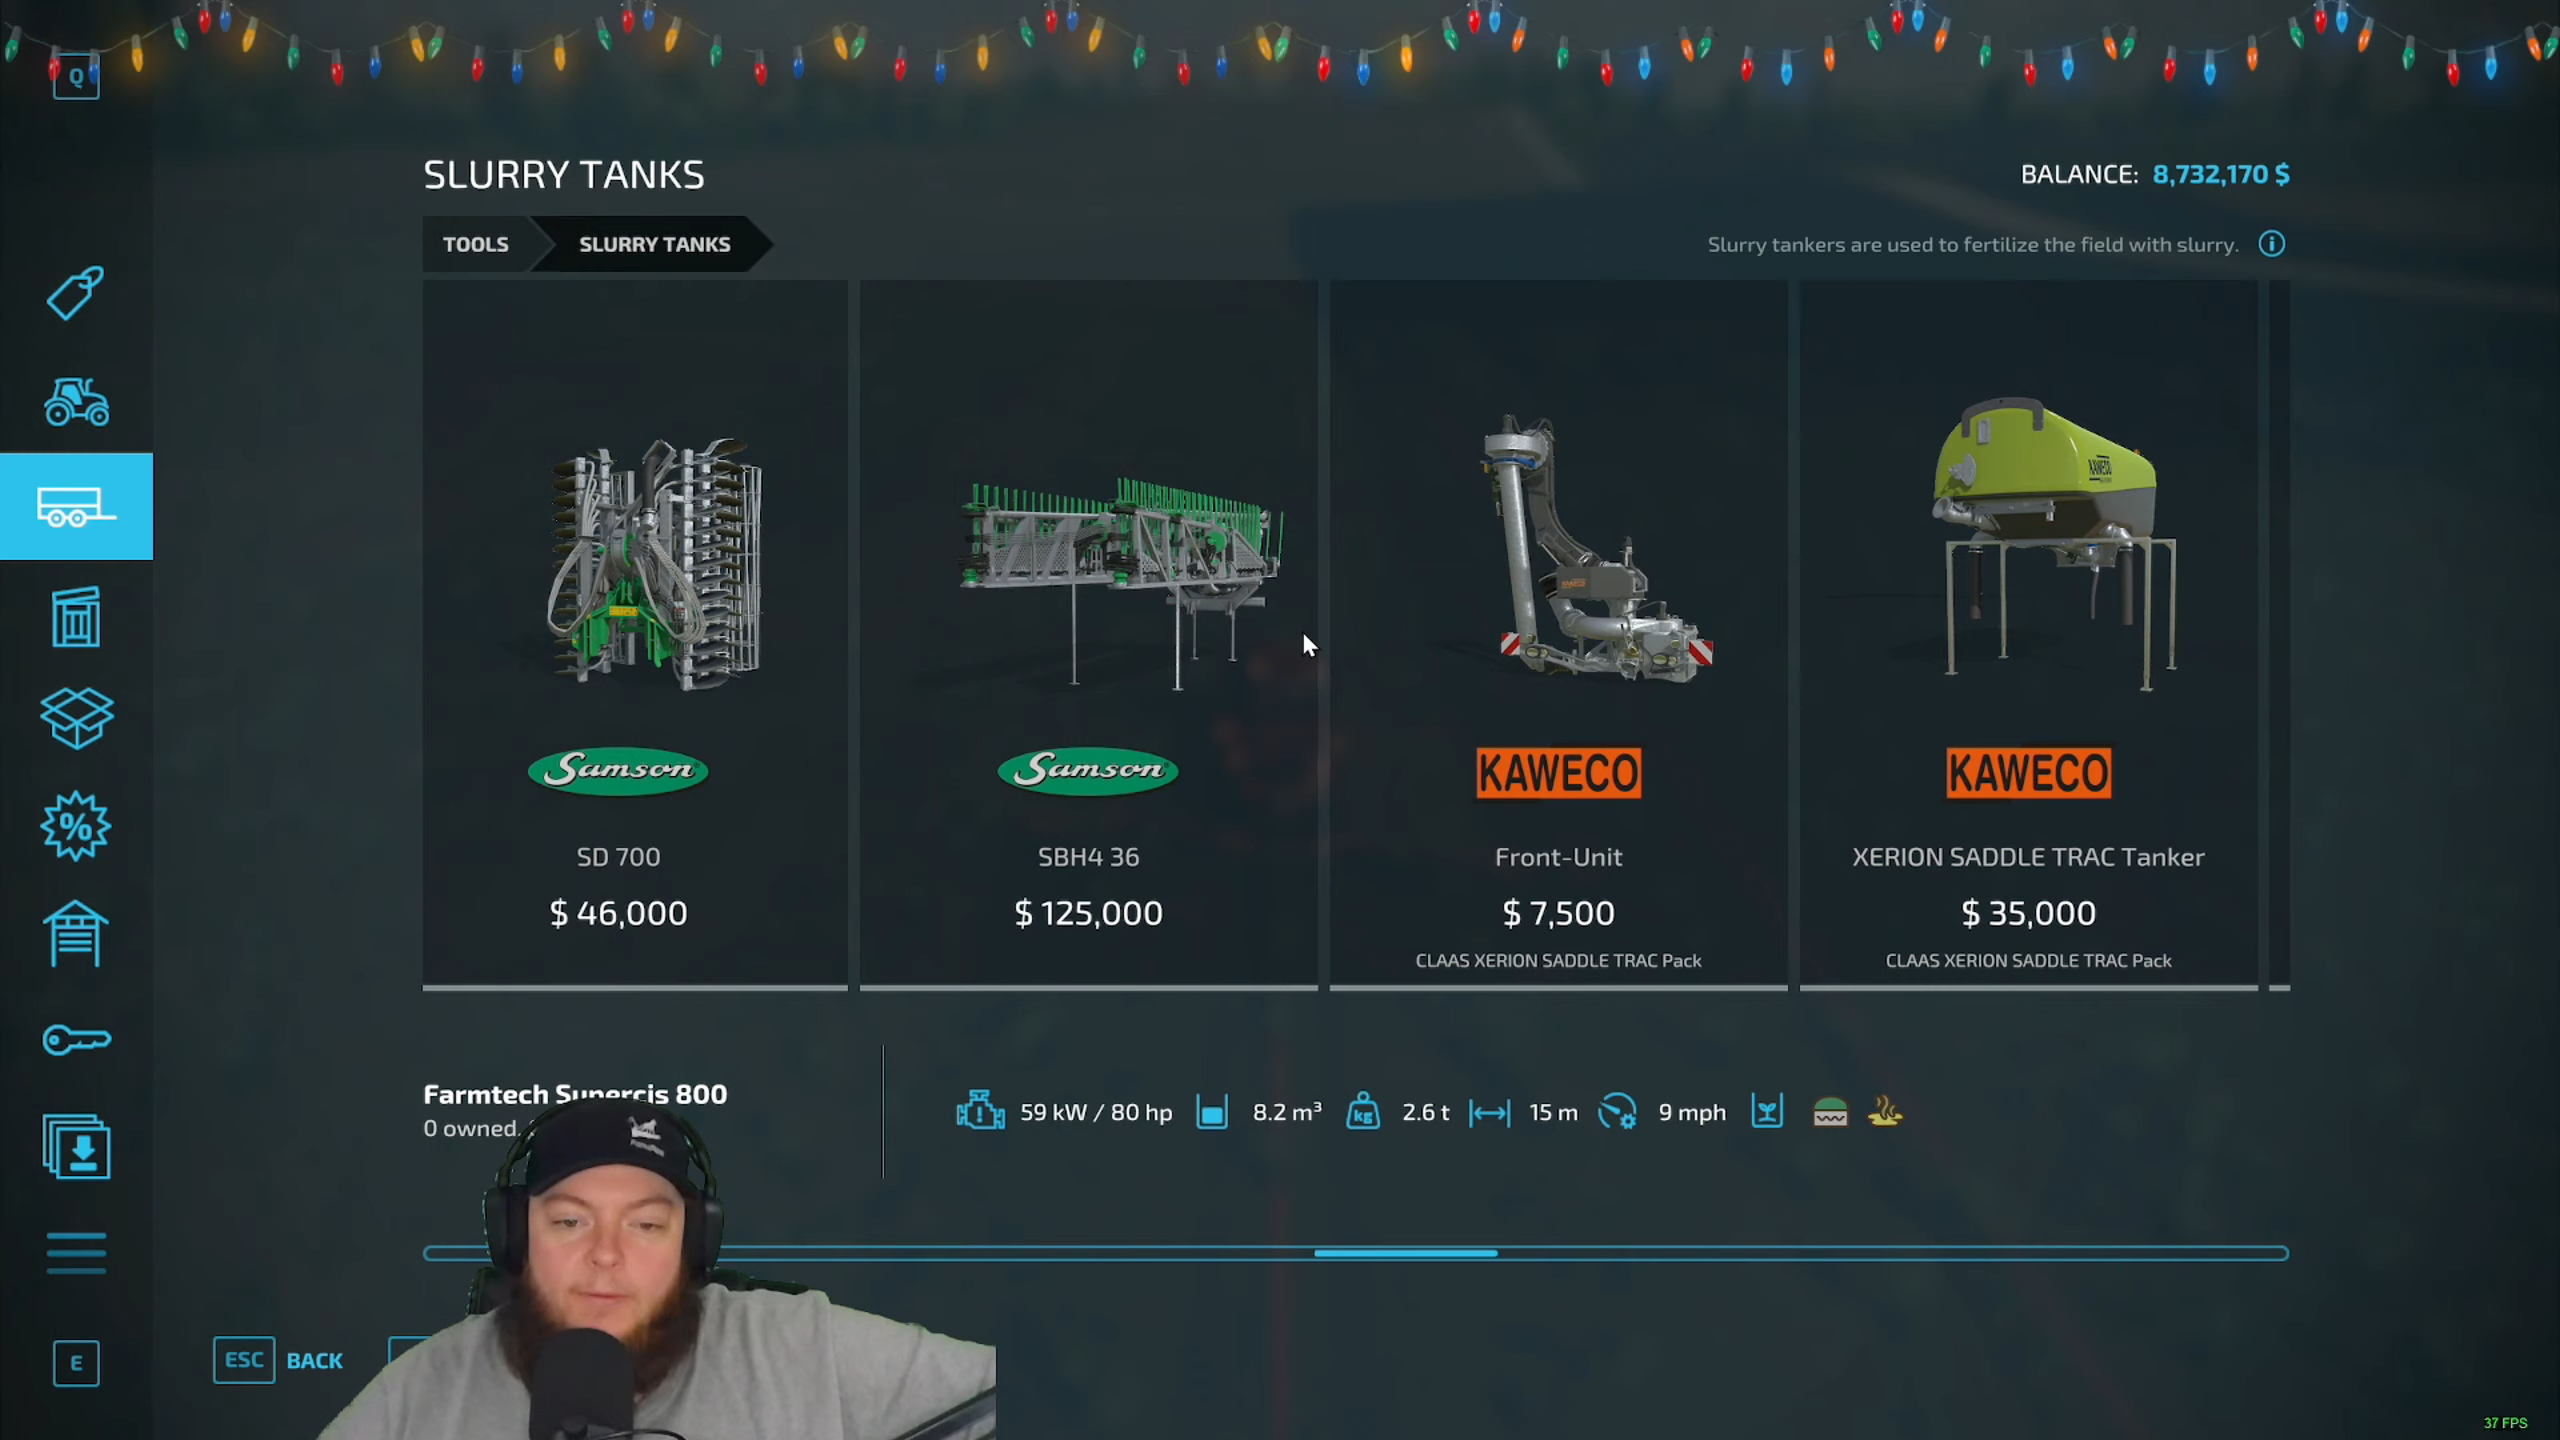 Q
SLURRY TANKS
BALANCE: 8,732,170 $
TOOLS
SLURRY TANKS
Slurry tankers are used to fertilize the field with slurry.
KAWECO
Samson
Samson
KAWECO
KAWECO
SD 700
SBH4 36
Front-Unit
XERION SADDLE TRAC Tanker
$ 46,000
$ 125,000
$ 7,500
$ 35,000
CLAAS XERION SADDLE TRAC Pack
CLAAS XERION SADDLE TRAC Pack
Farmtech Supercis 800
0 owned.
59 kW / 80 hp
kg
8.2 m³
2.6 t
15 m
9 mph
E
ESC BACK
37 FPS